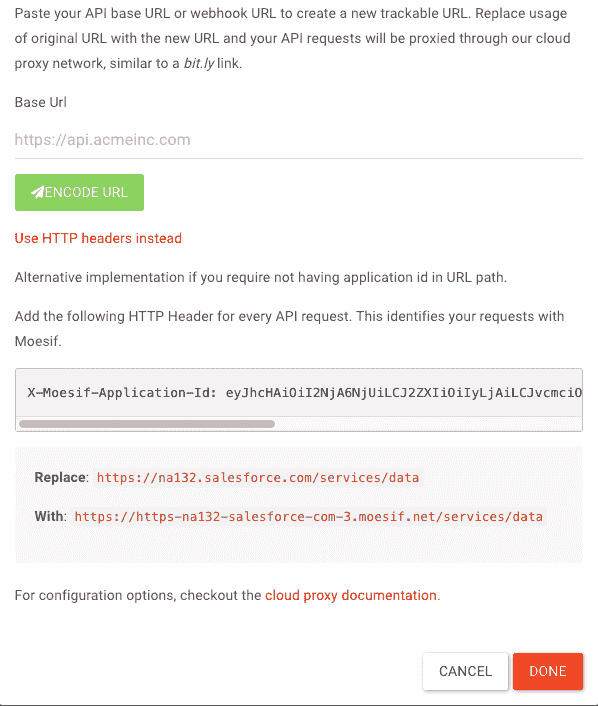 Paste your API base URL or webhook URL to create a new trackable URL. Replace usage
of original URL with the new URL and your API requests will be proxied through our cloud
proxy network, similar to a bit.ly link.
Base Url
https://api.acmeinc.com
ENCODE URL
Use HTTP headers instead
Alternative implementation if you require not having application id in URL path.
Add the following HTTP Header for every API request. This identifies your requests with
Moesif.
X-Moesif-Application-Id: eyJhcHAiOiI2NjA6NjUiLCJ2ZXIiOiIyLjAiLCJvcmciO
Replace: https://na132.salesforce.com/services/data
With: https://https-na132-salesforce-com-3.moesif.net/services/data
For configuration options, checkout the cloud proxy documentation.
CANCEL
DONE